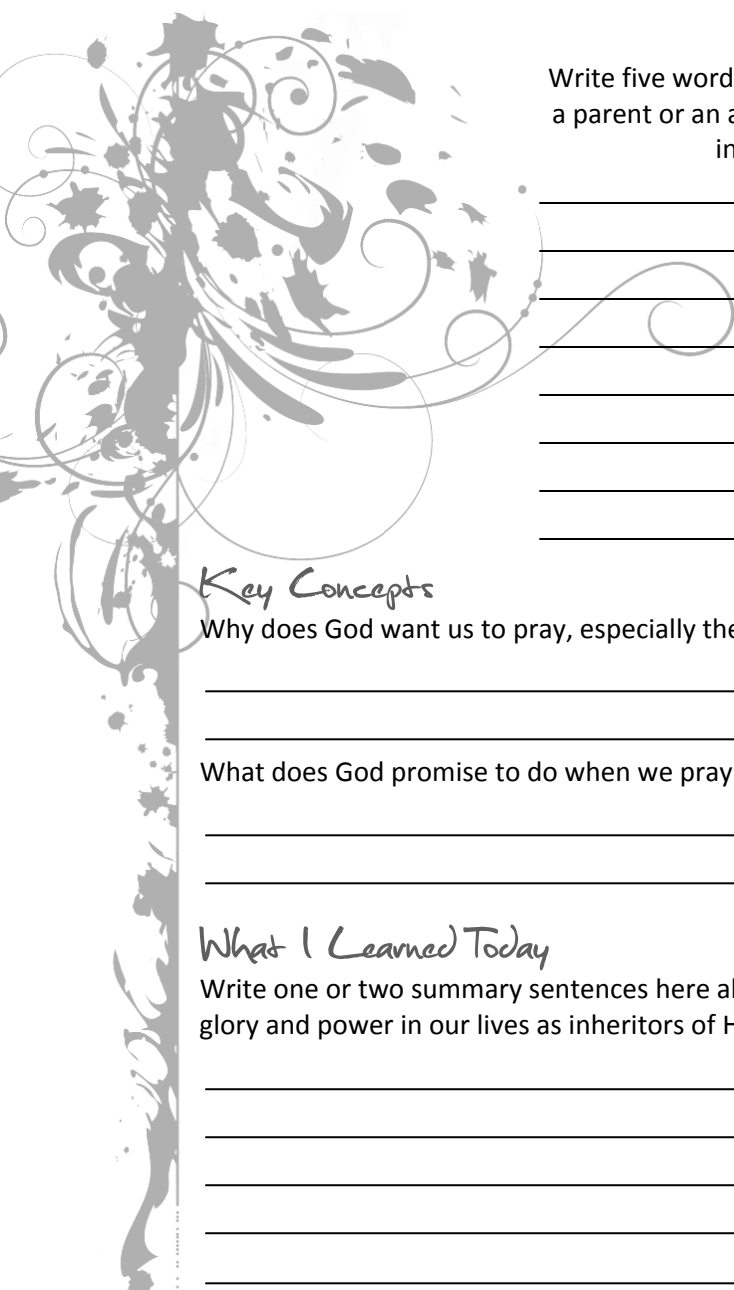 Write five word
a parent or an a
in
Key Concepts
Why does God want us to pray, especially the
What does God promise to do when we pray
What I Learned Today
Write one or two summary sentences here a
glory and power in our lives as inheritors of H